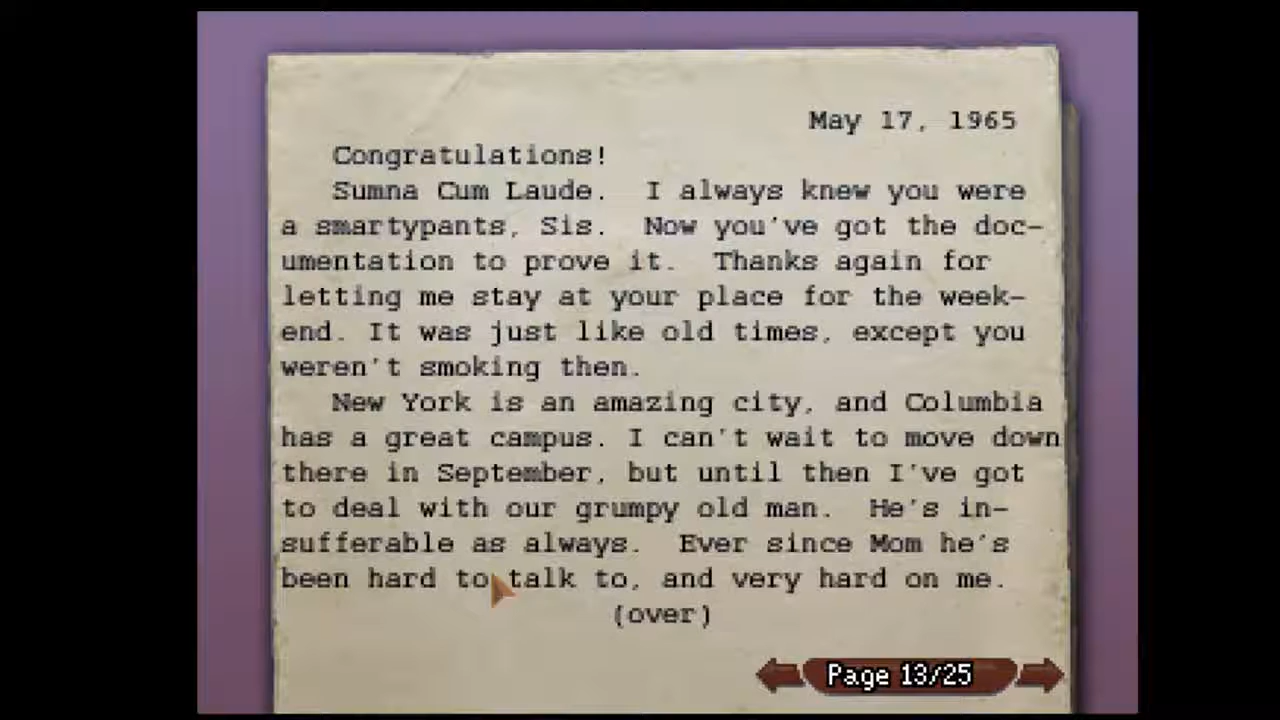 May 17, 1965
Congratulations!
Sumna Cum Laude. I always knew you were
a smartypants, Sis. Now you've got the doc-
umentation to prove it. Thanks again for
letting me stay at your place for the week-
end. It was just like old times, except you
weren't smoking then.
New York is an amazing city, and Columbia
has a great campus. I can't wait to move down
there in September, but until then I've got
to deal with our grumpy old man. He's in-
sufferable as always. Ever since Mom he's
been hard to talk to, and very hard on me.
(over)
Page 13/25